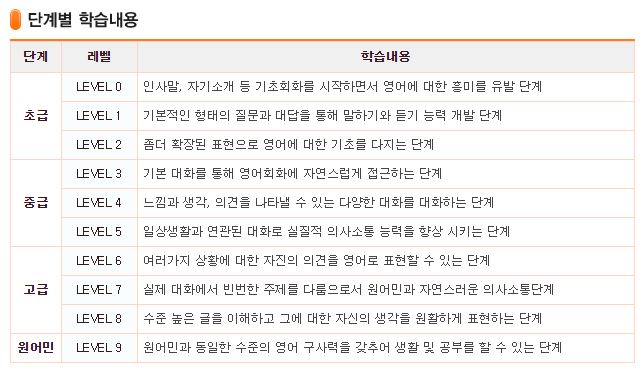 단계별 학습내용
단계 레벨 학습내용
초급
LEVEL 0 인사말, 자기소개 등 기초회화를 시작하면서 영어에 대한 흥미를 유발 단계
LEVEL 1 기본적인 형태의 질문과 대답을 통해 말하기와 듣기 능력 개발 단계
LEVEL 2 좀더 확장된 표현으로 영어에 대한 기초를 다지는 단계
중급
LEVEL 3 기본 대화를 통해 영어회화에 자연스럽게 접근하는 단계
LEVEL 4 느낌과 생각, 의견을 나타낼 수 있는 다양한 대화를 대화하는 단계
LEVEL 5 일상생활과 연관된 대화로 실질적 의사소통 능력을 향상 시키는 단계
고급
LEVEL 6 여러가지 상황에 대한 자진의 의견을 영어로 표현할 수 있는 단계
LEVEL 7 실제 대화에서 빈번한 주제를 다룸으로서 원어민과 자연스러운 의사소통단계
LEVEL 8 수준 높은 글을 이해하고 그에 대한 자신의 생각을 원활하게 표현하는 단계
원어민 LEVEL 9 원어민과 동일한 수준의 영어 구사력을 갖추어 생활 및 공부를 할 수 있는 단계